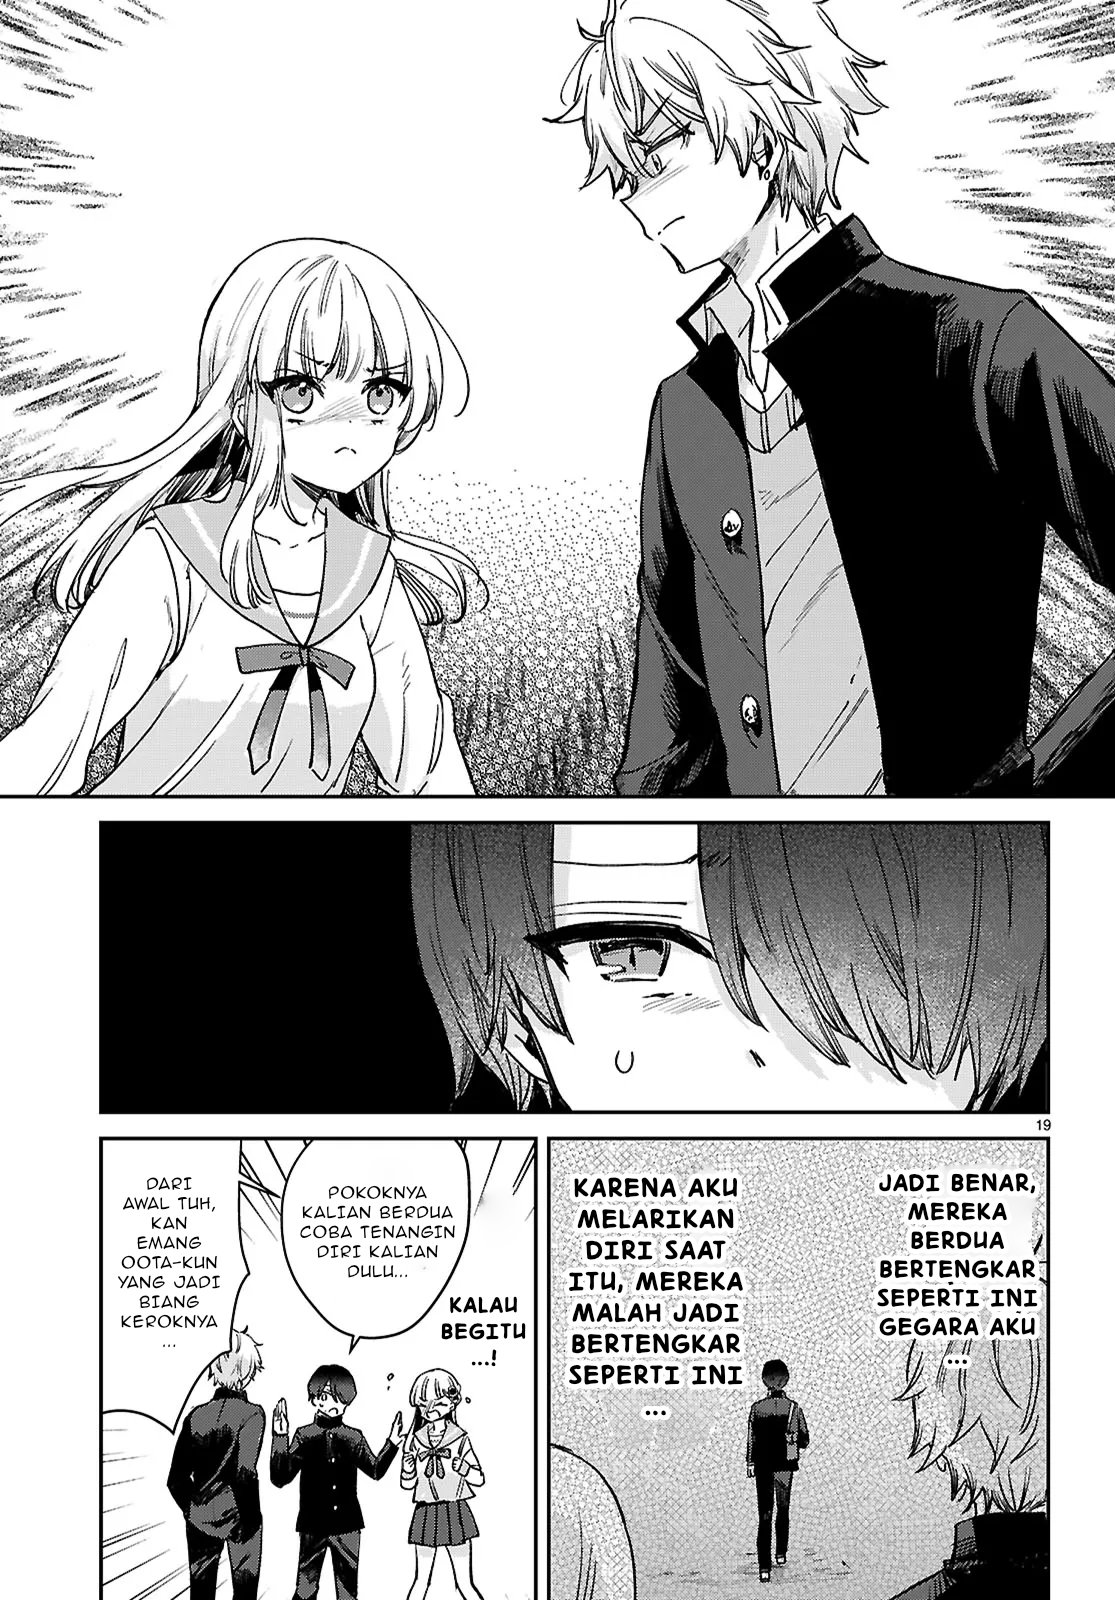 19
JADI BENAR,
MEREKA
BERDUA
BERTENGKAR
SEPERTI INI
GEGARA AKU
...
KARENA AKU
MELARIKAN
DIRI SAAT
ITU, MEREKA
MALAH JADI
BERTENGKAR
SEPERTI INI
...
KALAU
BEGITU
...!
POKOKNYA
KALIAN BERDUA
COBA TENANGIN
DIRI KALIAN
DULU...
DARI
AWAL TUH,
KAN
EMANG
OOTA-KUN
YANG JADI
BIANG
KEROKNYA
...